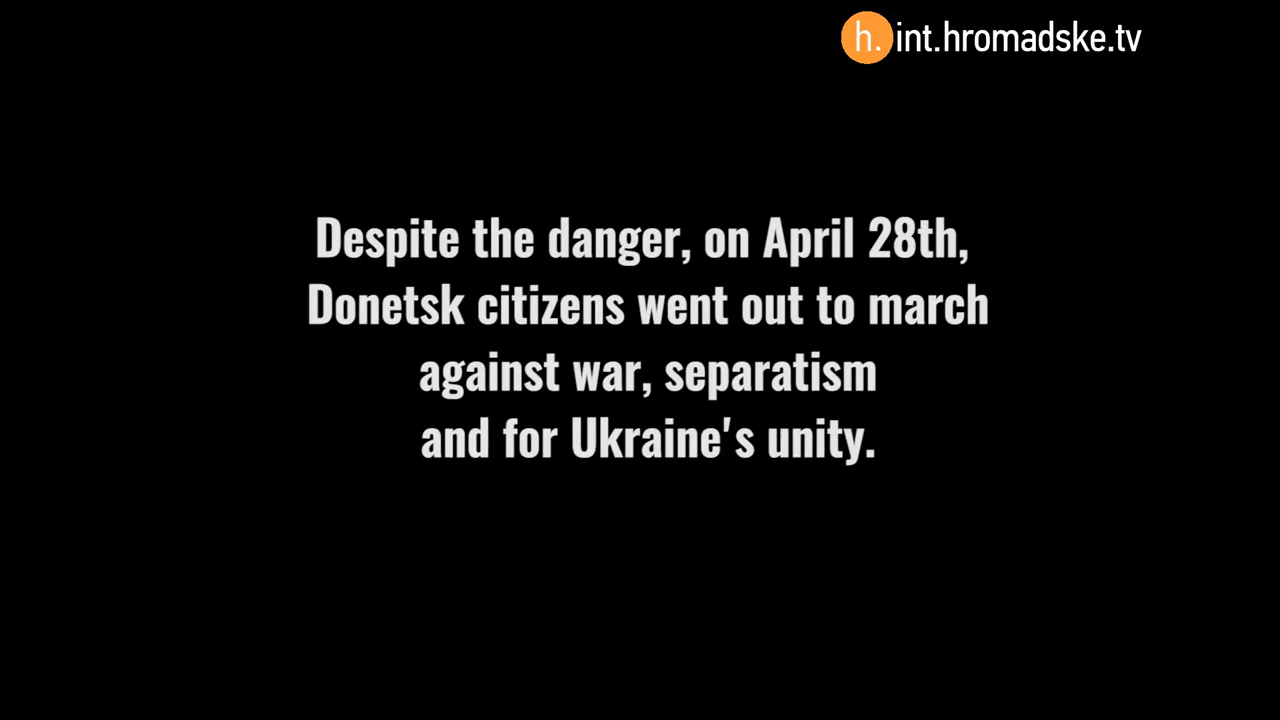 h. int.hromadske.tv
Despite the danger, on April 28th,
Donetsk citizens went out to march
against war, separatism
and for Ukraine's unity.